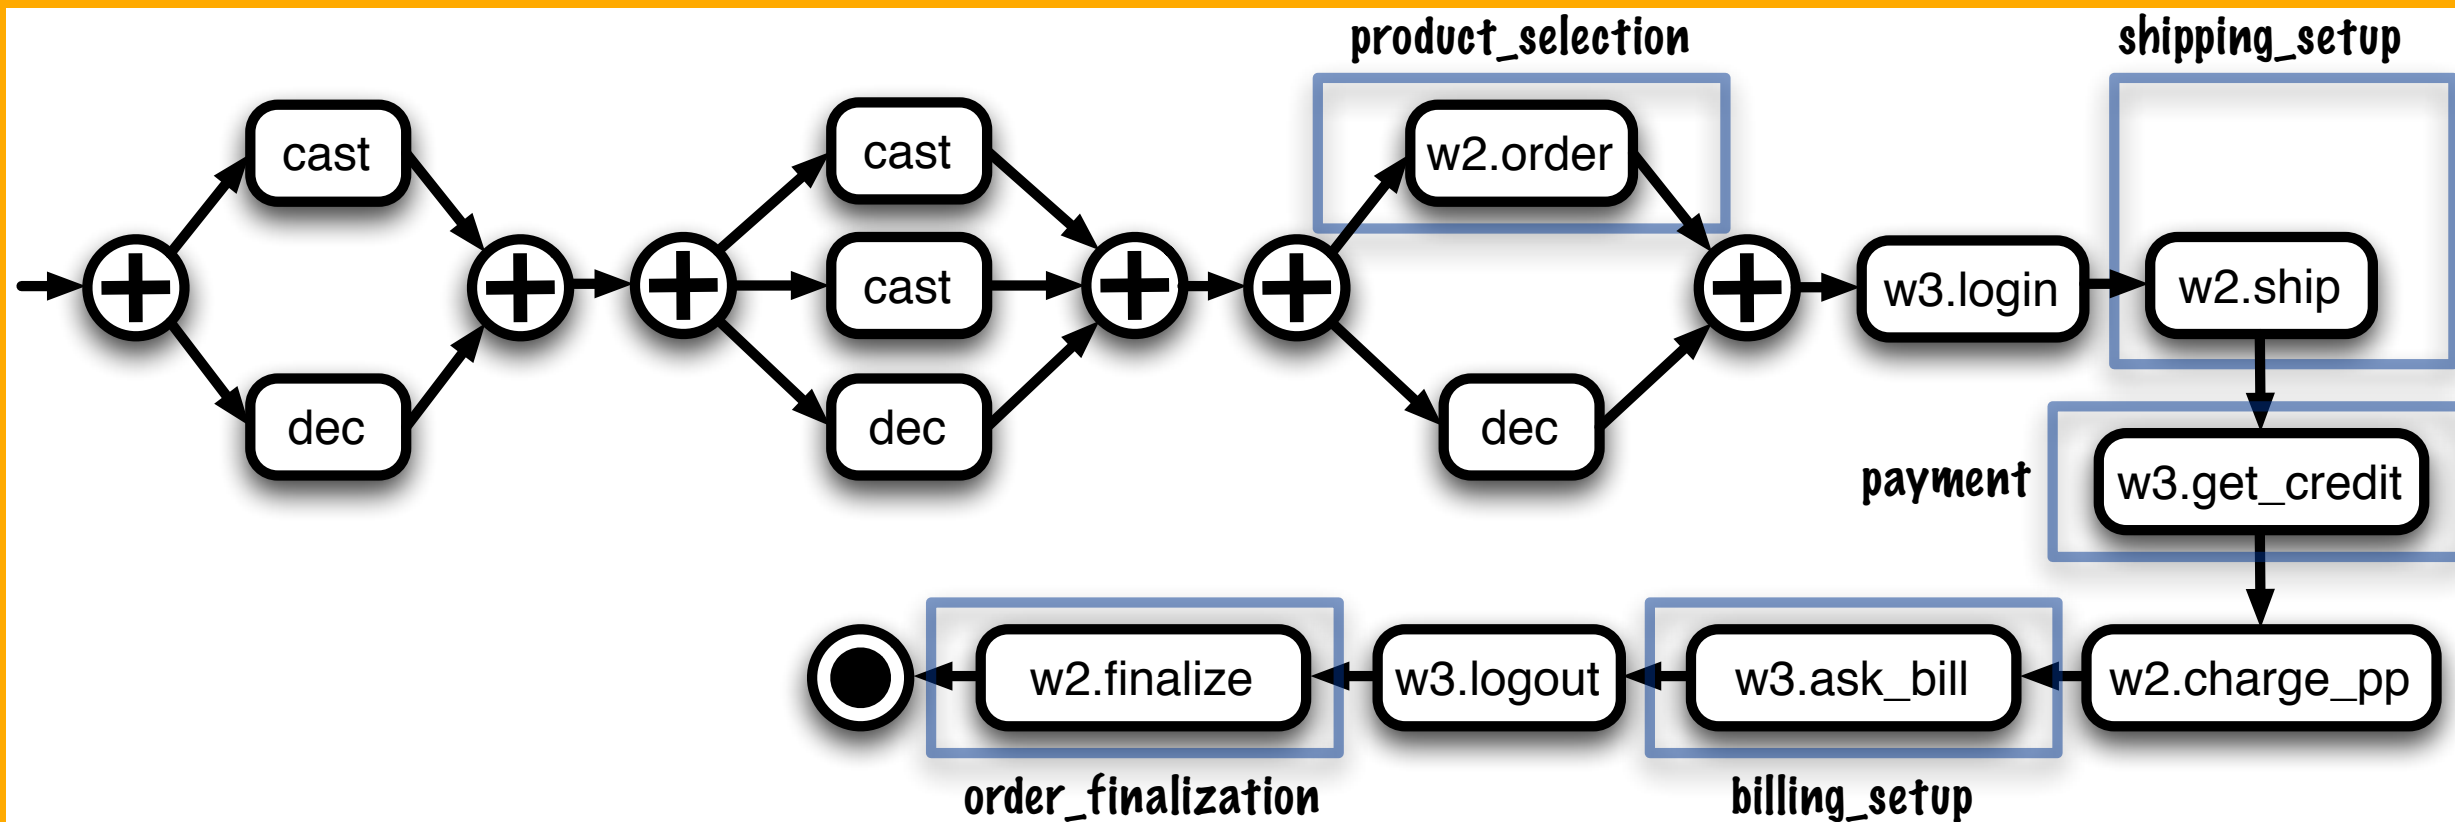 product_selection
shipping_setup
cast
cast
w2.order
cast
w3.login
w2.ship
dec
dec
dec
payment
w3.get_credit
w2.finalize
w3.logout
w3.ask_bill
w2.charge_pp
order_finalization
billing_setup